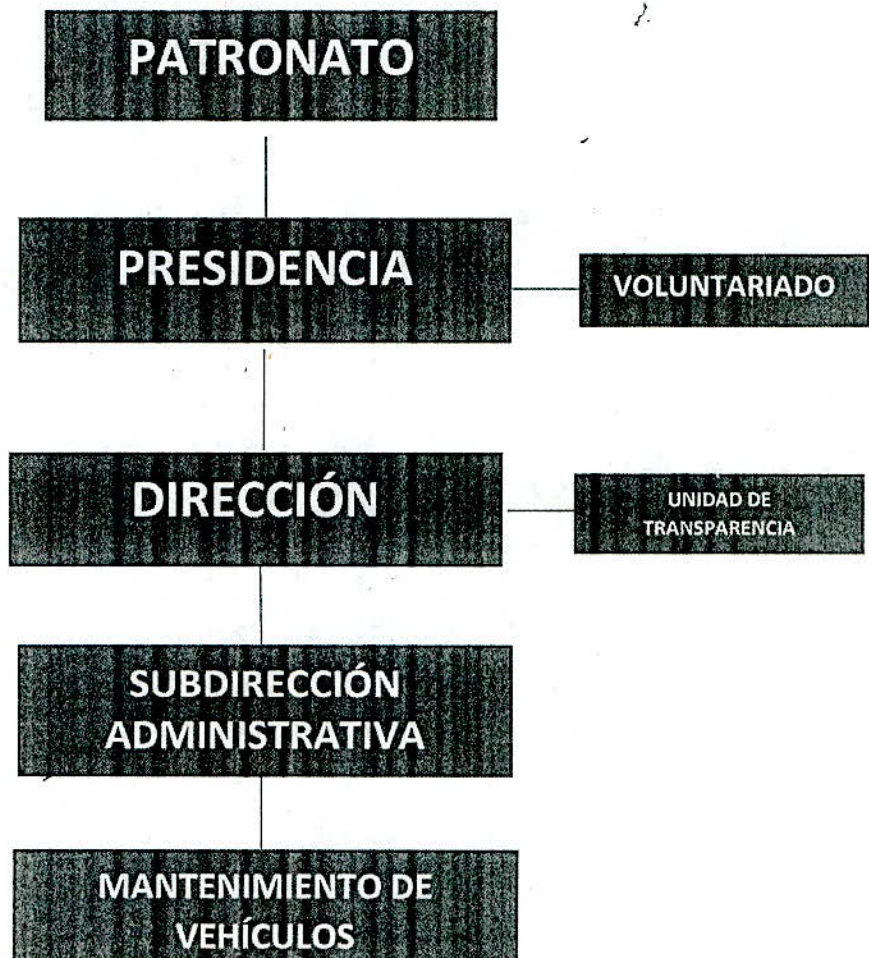 PATRONATO
PRESIDENCIA
VOLUNTARIADO
DIRECCIÓN
UNIDAD DE
TRANSPARENCIA
SUBDIRECCIÓN
ADMINISTRATIVA
MANTENIMIENTO DE
VEHÍCULOS